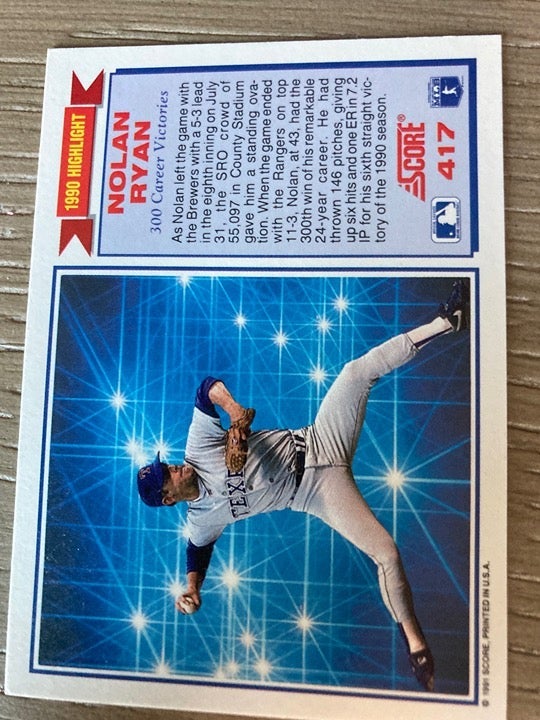 1990 HIGHLIGHT
NOLAN
RYAN
300 Career Victories
As Nolan left the game with
the Brewers with a 5-3 lead
in the eighth inning on July
31, the SRO crowd of
55,097 in County Stadium
gave him a standing ova-
tion. When the game ended
with the Rangers on top
11-3, Nolan, at 43, had the
300th win of his remarkable
24-year career. He had
thrown 146 pitches, giving
up six hits and one ER in 7.2
IP for his sixth straight vic-
tory of the 1990 season.
SCORE®
417
TEXE
© 1991 SCORE, PRINTED IN U.S.A.